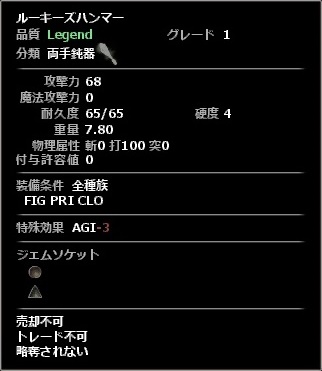 ルーキーズハンマー
品質 Legend グレード 1
分類 両手鈍器
攻撃力 68
魔法攻撃力 0
耐久度 65/65 硬度 4
重量 7.80
物理属性 斬0 打100 突0
付与許容値 0
装備条件 全種族
FIG PRI CLO
特殊効果 AGI-3
ジェムソケット
売却不可
トレード不可
略奪されない